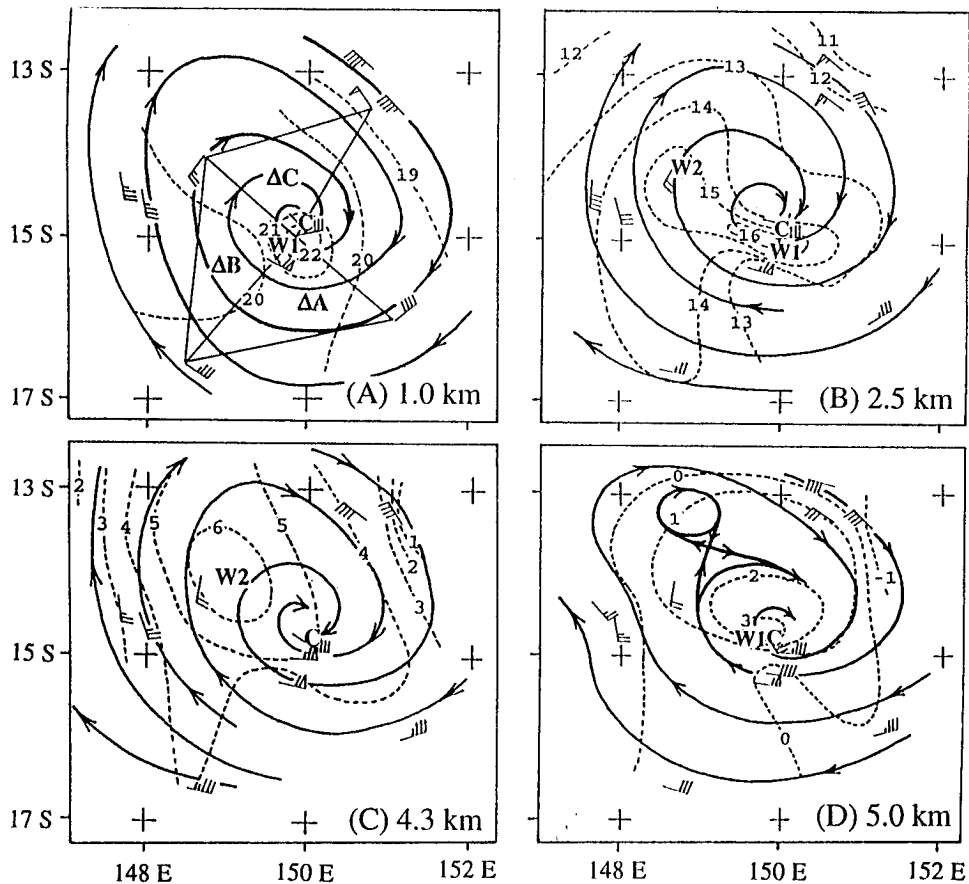 13 S
15 S
17 S
ΔC
ΔB
ΔA
C
W1
21
22
20
20
19
(A) 1.0 km
12
11
12
13
14
W2
15
16
C
W1
14
13
(B) 2.5 km
13 S
15 S
17 S
2
3
4
5
6
5
4
1
2
3
W2
C
(C) 4.3 km
148 E
150 E
152 E
0
1
2
3
-1
W1C
0
(D) 5.0 km
148 E
150 E
152 E